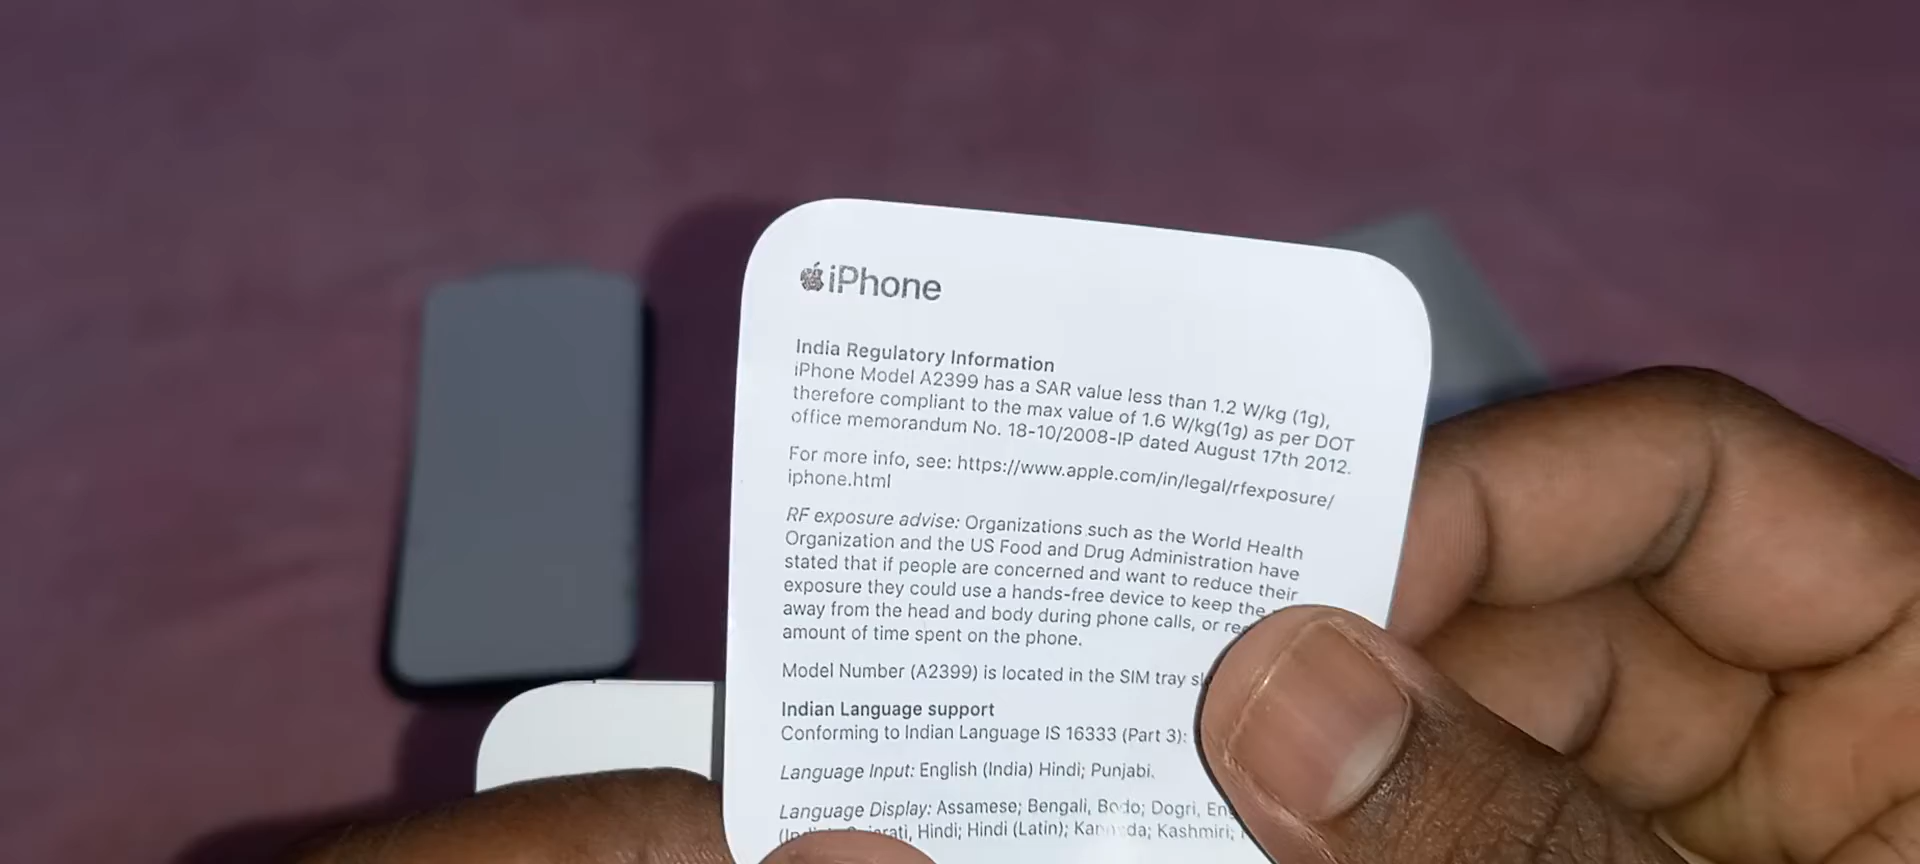 iPhone
India Regulatory Information
iPhone Model A2399 has a SAR value less than 1.2 W/kg (1g),
therefore compliant to the max value of 1.6 W/kg(1g) as per DOT
office memorandum No. 18-10/2008-IP dated August 17th 2012.
For more info, see: https://www.apple.com/in/legal/rfexposure/
iphone.html
RF exposure advise: Organizations such as the World Health
Organization and the US Food and Drug Administration have
stated that if people are concerned and want to reduce their
exposure they could use a hands-free device to keep the
away from the head and body during phone calls, or
amount of time spent on the phone.
Model Number (A2399) is located in the SIM tray
Indian Language support
Conforming to Indian Language IS 16333 (Part 3):
Language Input: English (India) Hindi; Punjabi.
Language Display: Assamese; Bengali, Bodo; Dogri,
Hindi; Hindi (Latin); Kannada; Kashmiri;